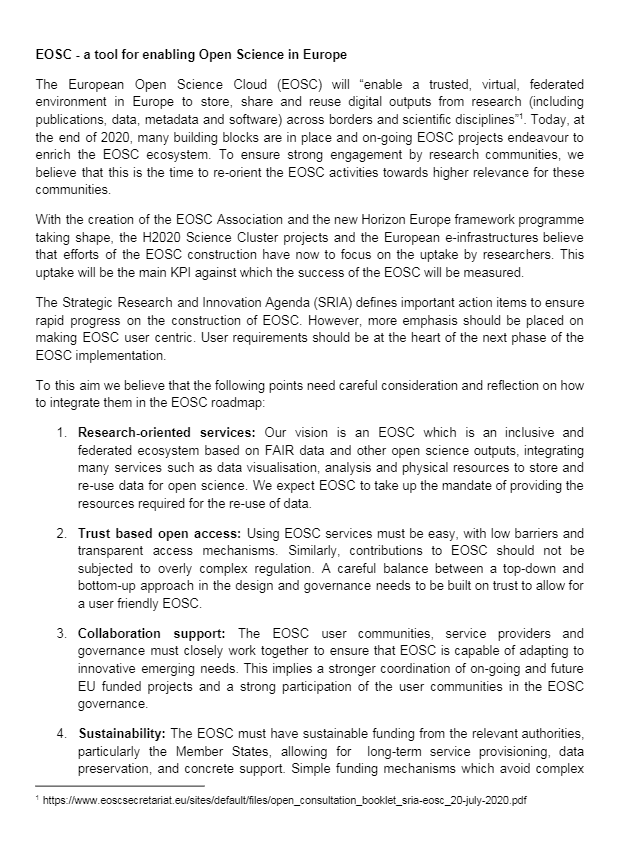 EOSC - a tool for enabling Open Science in Europe
The European Open Science Cloud (EOSC) will “enable a trusted, virtual, federated
environment in Europe to store, share and reuse digital outputs from research (including
publications, data, metadata and software) across borders and scientific disciplines”¹. Today, at
the end of 2020, many building blocks are in place and on-going EOSC projects endeavour to
enrich the EOSC ecosystem. To ensure strong engagement by research communities, we
believe that this is the time to re-orient the EOSC activities towards higher relevance for these
communities.
With the creation of the EOSC Association and the new Horizon Europe framework programme
taking shape, the H2020 Science Cluster projects and the European e-infrastructures believe
that efforts of the EOSC construction have now to focus on the uptake by researchers. This
uptake will be the main KPI against which the success of the EOSC will be measured.
The Strategic Research and Innovation Agenda (SRIA) defines important action items to ensure
rapid progress on the construction of EOSC. However, more emphasis should be placed on
making EOSC user centric. User requirements should be at the heart of the next phase of the
EOSC implementation.
To this aim we believe that the following points need careful consideration and reflection on how
to integrate them in the EOSC roadmap:
1. Research-oriented services: Our vision is an EOSC which is an inclusive and
federated ecosystem based on FAIR data and other open science outputs, integrating
many services such as data visualisation, analysis and physical resources to store and
re-use data for open science. We expect EOSC to take up the mandate of providing the
resources required for the re-use of data.
2. Trust based open access: Using EOSC services must be easy, with low barriers and
transparent access mechanisms. Similarly, contributions to EOSC should not be
subjected to overly complex regulation. A careful balance between a top-down and
bottom-up approach in the design and governance needs to be built on trust to allow for
a user friendly EOSC.
3. Collaboration support: The EOSC user communities, service providers and
governance must closely work together to ensure that EOSC is capable of adapting to
innovative emerging needs. This implies a stronger coordination of on-going and future
EU funded projects and a strong participation of the user communities in the EOSC
governance.
4. Sustainability: The EOSC must have sustainable funding from the relevant authorities,
particularly the Member States, allowing for long-term service provisioning, data
preservation, and concrete support. Simple funding mechanisms which avoid complex
¹ https://www.eoscsecretariat.eu/sites/default/files/open_consultation_booklet_sria-eosc_20-july-2020.pdf